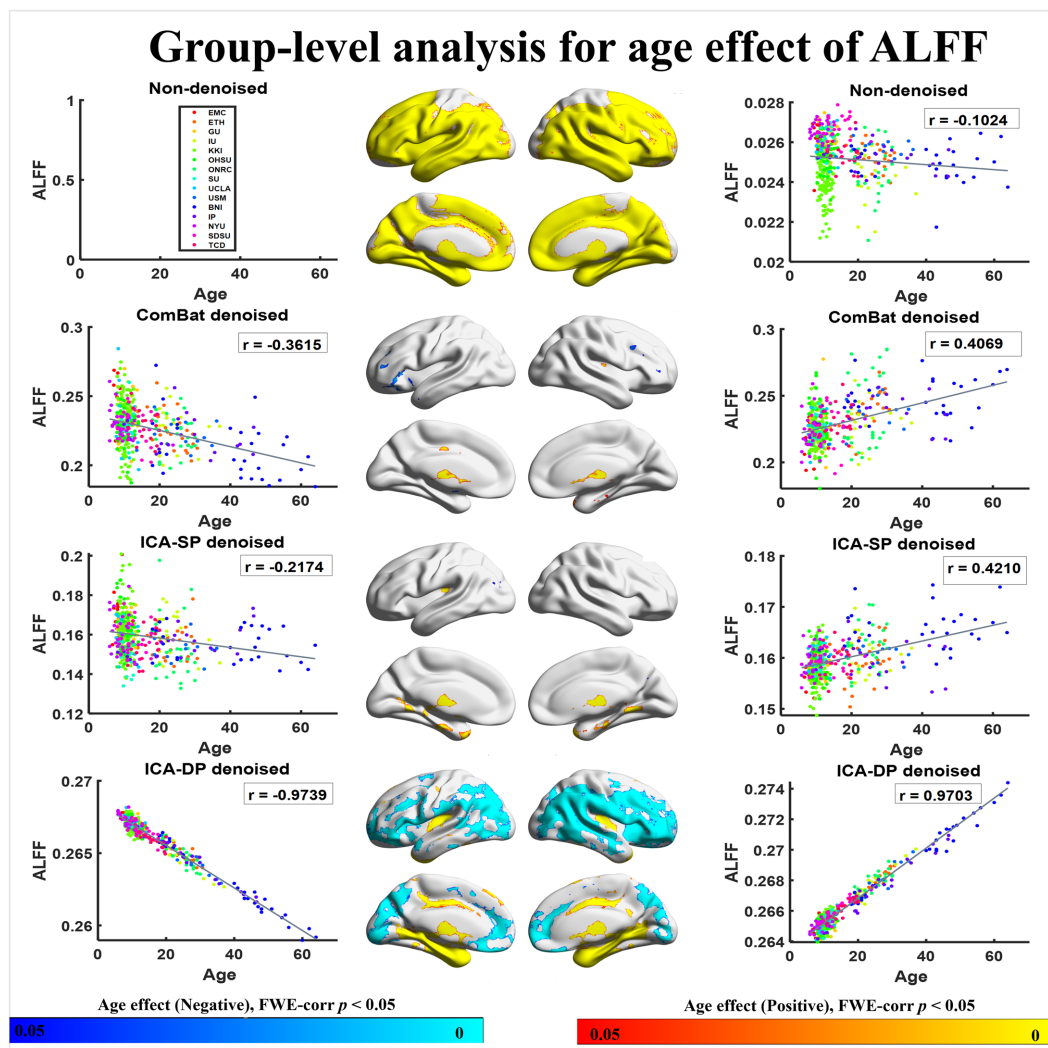 Group-level analysis for age effect of ALFF
Non-denoised
1
0.5
0
ALFF
0
20
40
60
Age
EMC
ETH
GU
IU
KKI
OHSU
ONRC
SU
UCLA
USM
BNI
IP
NYU
SDSU
TCD
Non-denoised
r = -0.1024
0.028
0.026
0.024
0.022
0.02
ALFF
0
20
40
60
Age
ComBat denoised
r = -0.3615
0.3
0.25
0.2
ALFF
0
20
40
60
Age
ComBat denoised
r = 0.4069
0.3
0.25
0.2
ALFF
0
20
40
60
Age
ICA-SP denoised
r = -0.2174
0.2
0.18
0.16
0.14
0.12
ALFF
0
20
40
60
Age
ICA-SP denoised
r = 0.4210
0.18
0.17
0.16
0.15
ALFF
0
20
40
60
Age
ICA-DP denoised
r = -0.9739
0.27
0.265
0.26
ALFF
0
20
40
60
Age
ICA-DP denoised
r = 0.9703
0.274
0.272
0.27
0.268
0.266
0.264
ALFF
0
20
40
60
Age
Age effect (Negative), FWE-corr p < 0.05
0.05
0
Age effect (Positive), FWE-corr p < 0.05
0.05
0